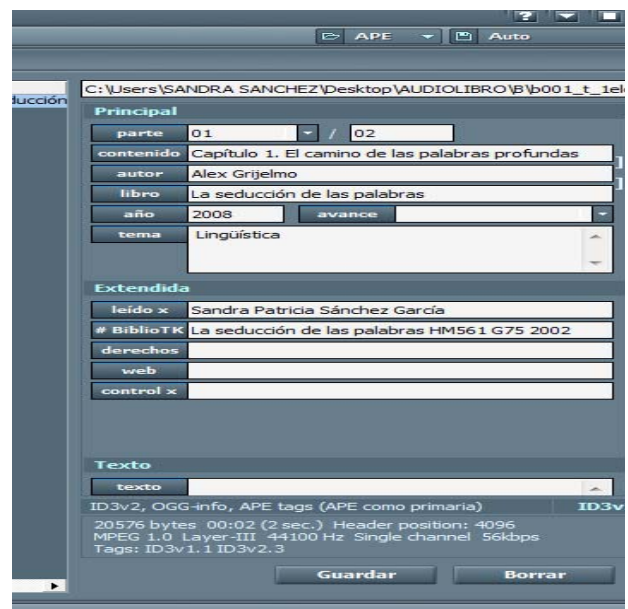 ?
APE Auto
ducción
C:\Users\SANDRA SANCHEZ\Desktop\AUDIOLIBRO\B\b001_t_1el
Principal
parte 01 / 02
contenido Capítulo 1. El camino de las palabras profundas
autor Alex Grijelmo
libro La seducción de las palabras
año 2008 avance
tema Lingüística
Extendida
leído x Sandra Patricia Sánchez García
# BiblioTK La seducción de las palabras HM561 G75 2002
derechos
web
control x
Texto
texto
ID3v2, OGG-info, APE tags (APE como primaria) ID3v
20576 bytes 00:02 (2 sec.) Header position: 4096
MPEG 1.0 Layer-III 44100 Hz Single channel 56kbps
Tags: ID3v1.1 ID3v2.3
Guardar Borrar